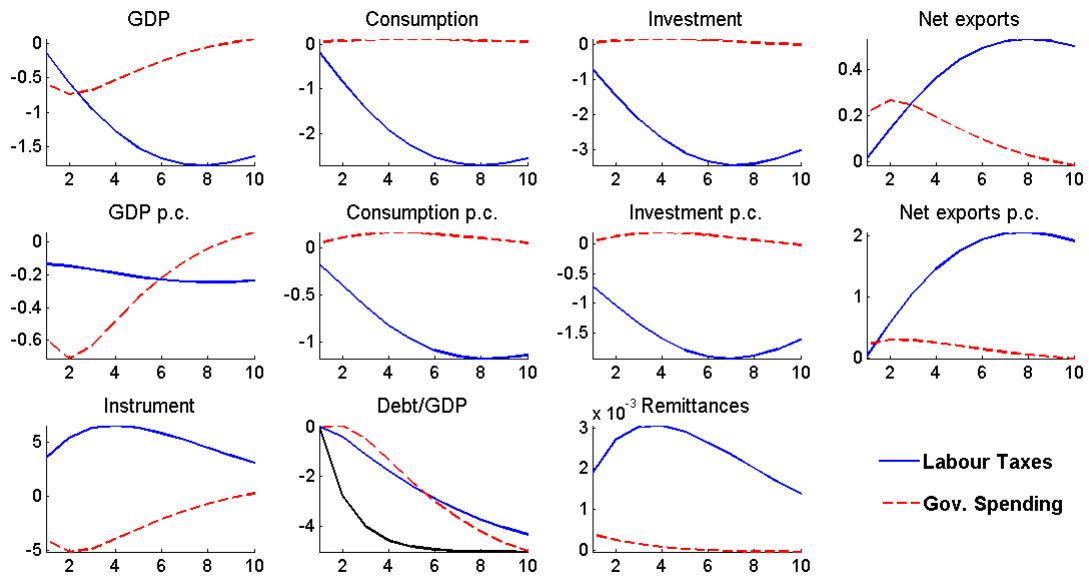 GDP
Consumption
Investment
Net exports
0
-0.5
-1
-1.5
2 4 6 8 10
0
-1
-2
2 4 6 8 10
0
-1
-2
-3
2 4 6 8 10
0.4
0.2
0
2 4 6 8 10
GDP p.c.
Consumption p.c.
Investment p.c.
Net exports p.c.
0
-0.2
-0.4
-0.6
2 4 6 8 10
0
-0.5
-1
2 4 6 8 10
0
-0.5
-1
-1.5
2 4 6 8 10
2
1
0
2 4 6 8 10
Instrument
Debt/GDP
x 10⁻³ Remittances
5
0
-5
2 4 6 8 10
0
-2
-4
2 4 6 8 10
3
2
1
0
2 4 6 8 10
Labour Taxes
Gov. Spending